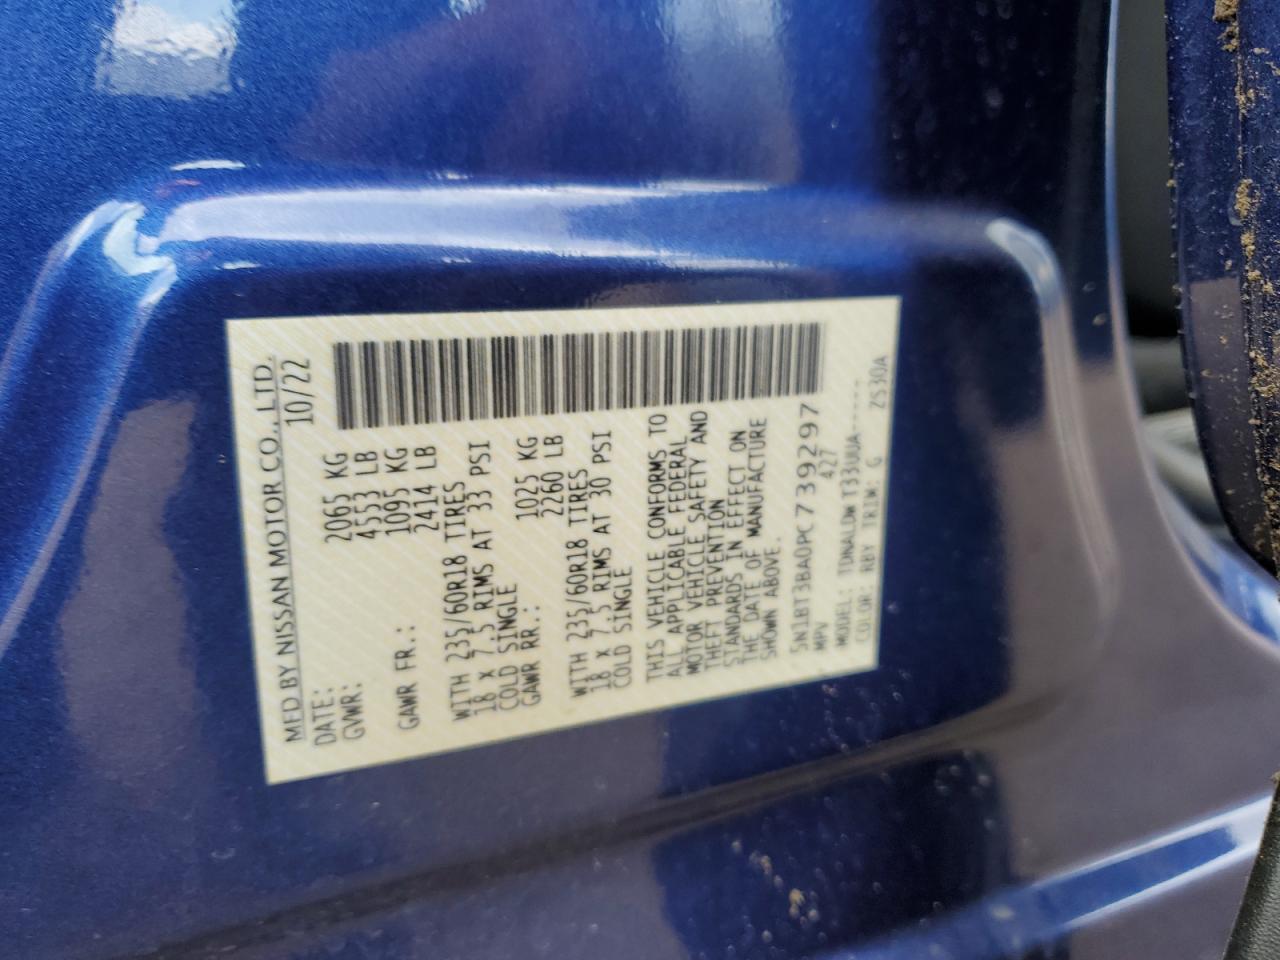 MFD BY NISSAN MOTOR CO., LTD.
DATE: 10/22
GVWR: 2065 KG
4553 LB
GAWR FR.: 1095 KG
2414 LB
WITH 235/60R18 TIRES
18 X 7.5 RIMS AT 33 PSI
COLD SINGLE
GAWR RR.: 1025 KG
2260 LB
WITH 235/60R18 TIRES
18 X 7.5 RIMS AT 30 PSI
COLD SINGLE
THIS VEHICLE CONFORMS TO
ALL APPLICABLE FEDERAL
MOTOR VEHICLE SAFETY AND
THEFT PREVENTION
STANDARDS IN EFFECT ON
THE DATE OF MANUFACTURE
SHOWN ABOVE.
5N1BT3BA0PC739297
MPV 427
MODEL: TDNALDW T33UUA-----
COLOR: RBY TRIM: G ZS30A